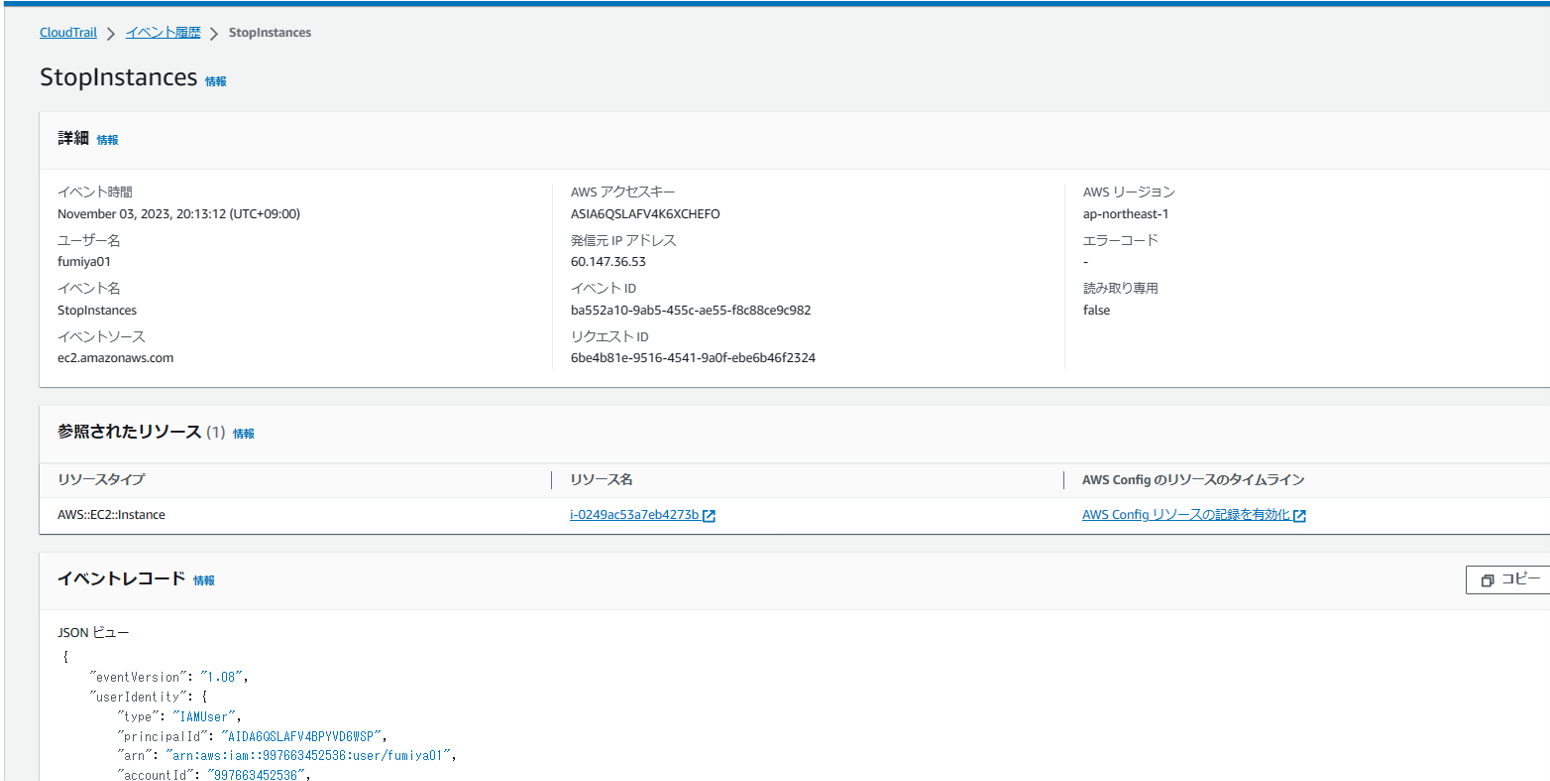 CloudTrail > イベント履歴 > StopInstances
StopInstances 情報
詳細 情報
イベント時間
November 03, 2023, 20:13:12 (UTC+09:00)
ユーザー名
fumiya01
イベント名
StopInstances
イベントソース
ec2.amazonaws.com
AWS アクセスキー
ASIA6QSLAFV4K6XCHEFO
発信元 IP アドレス
60.147.36.53
イベント ID
ba552a10-9ab5-455c-ae55-f8c88ce9c982
リクエスト ID
6be4b81e-9516-4541-9a0f-ebe6b46f2324
AWS リージョン
ap-northeast-1
エラーコード
-
読み取り専用
false
参照されたリソース (1) 情報
リソースタイプ リソース名 AWS Config のリソースのタイムライン
AWS::EC2::Instance i-0249ac53a7eb4273b AWS Config リソースの記録を有効化
イベントレコード 情報 コピー
JSON ビュー
{
"eventVersion": "1.08",
"userIdentity": {
"type": "IAMUser",
"principalId": "AIDA6QSLAFV4BPYVD6WSP",
"arn": "arn:aws:iam::997663452536:user/fumiya01",
"accountId": "997663452536",